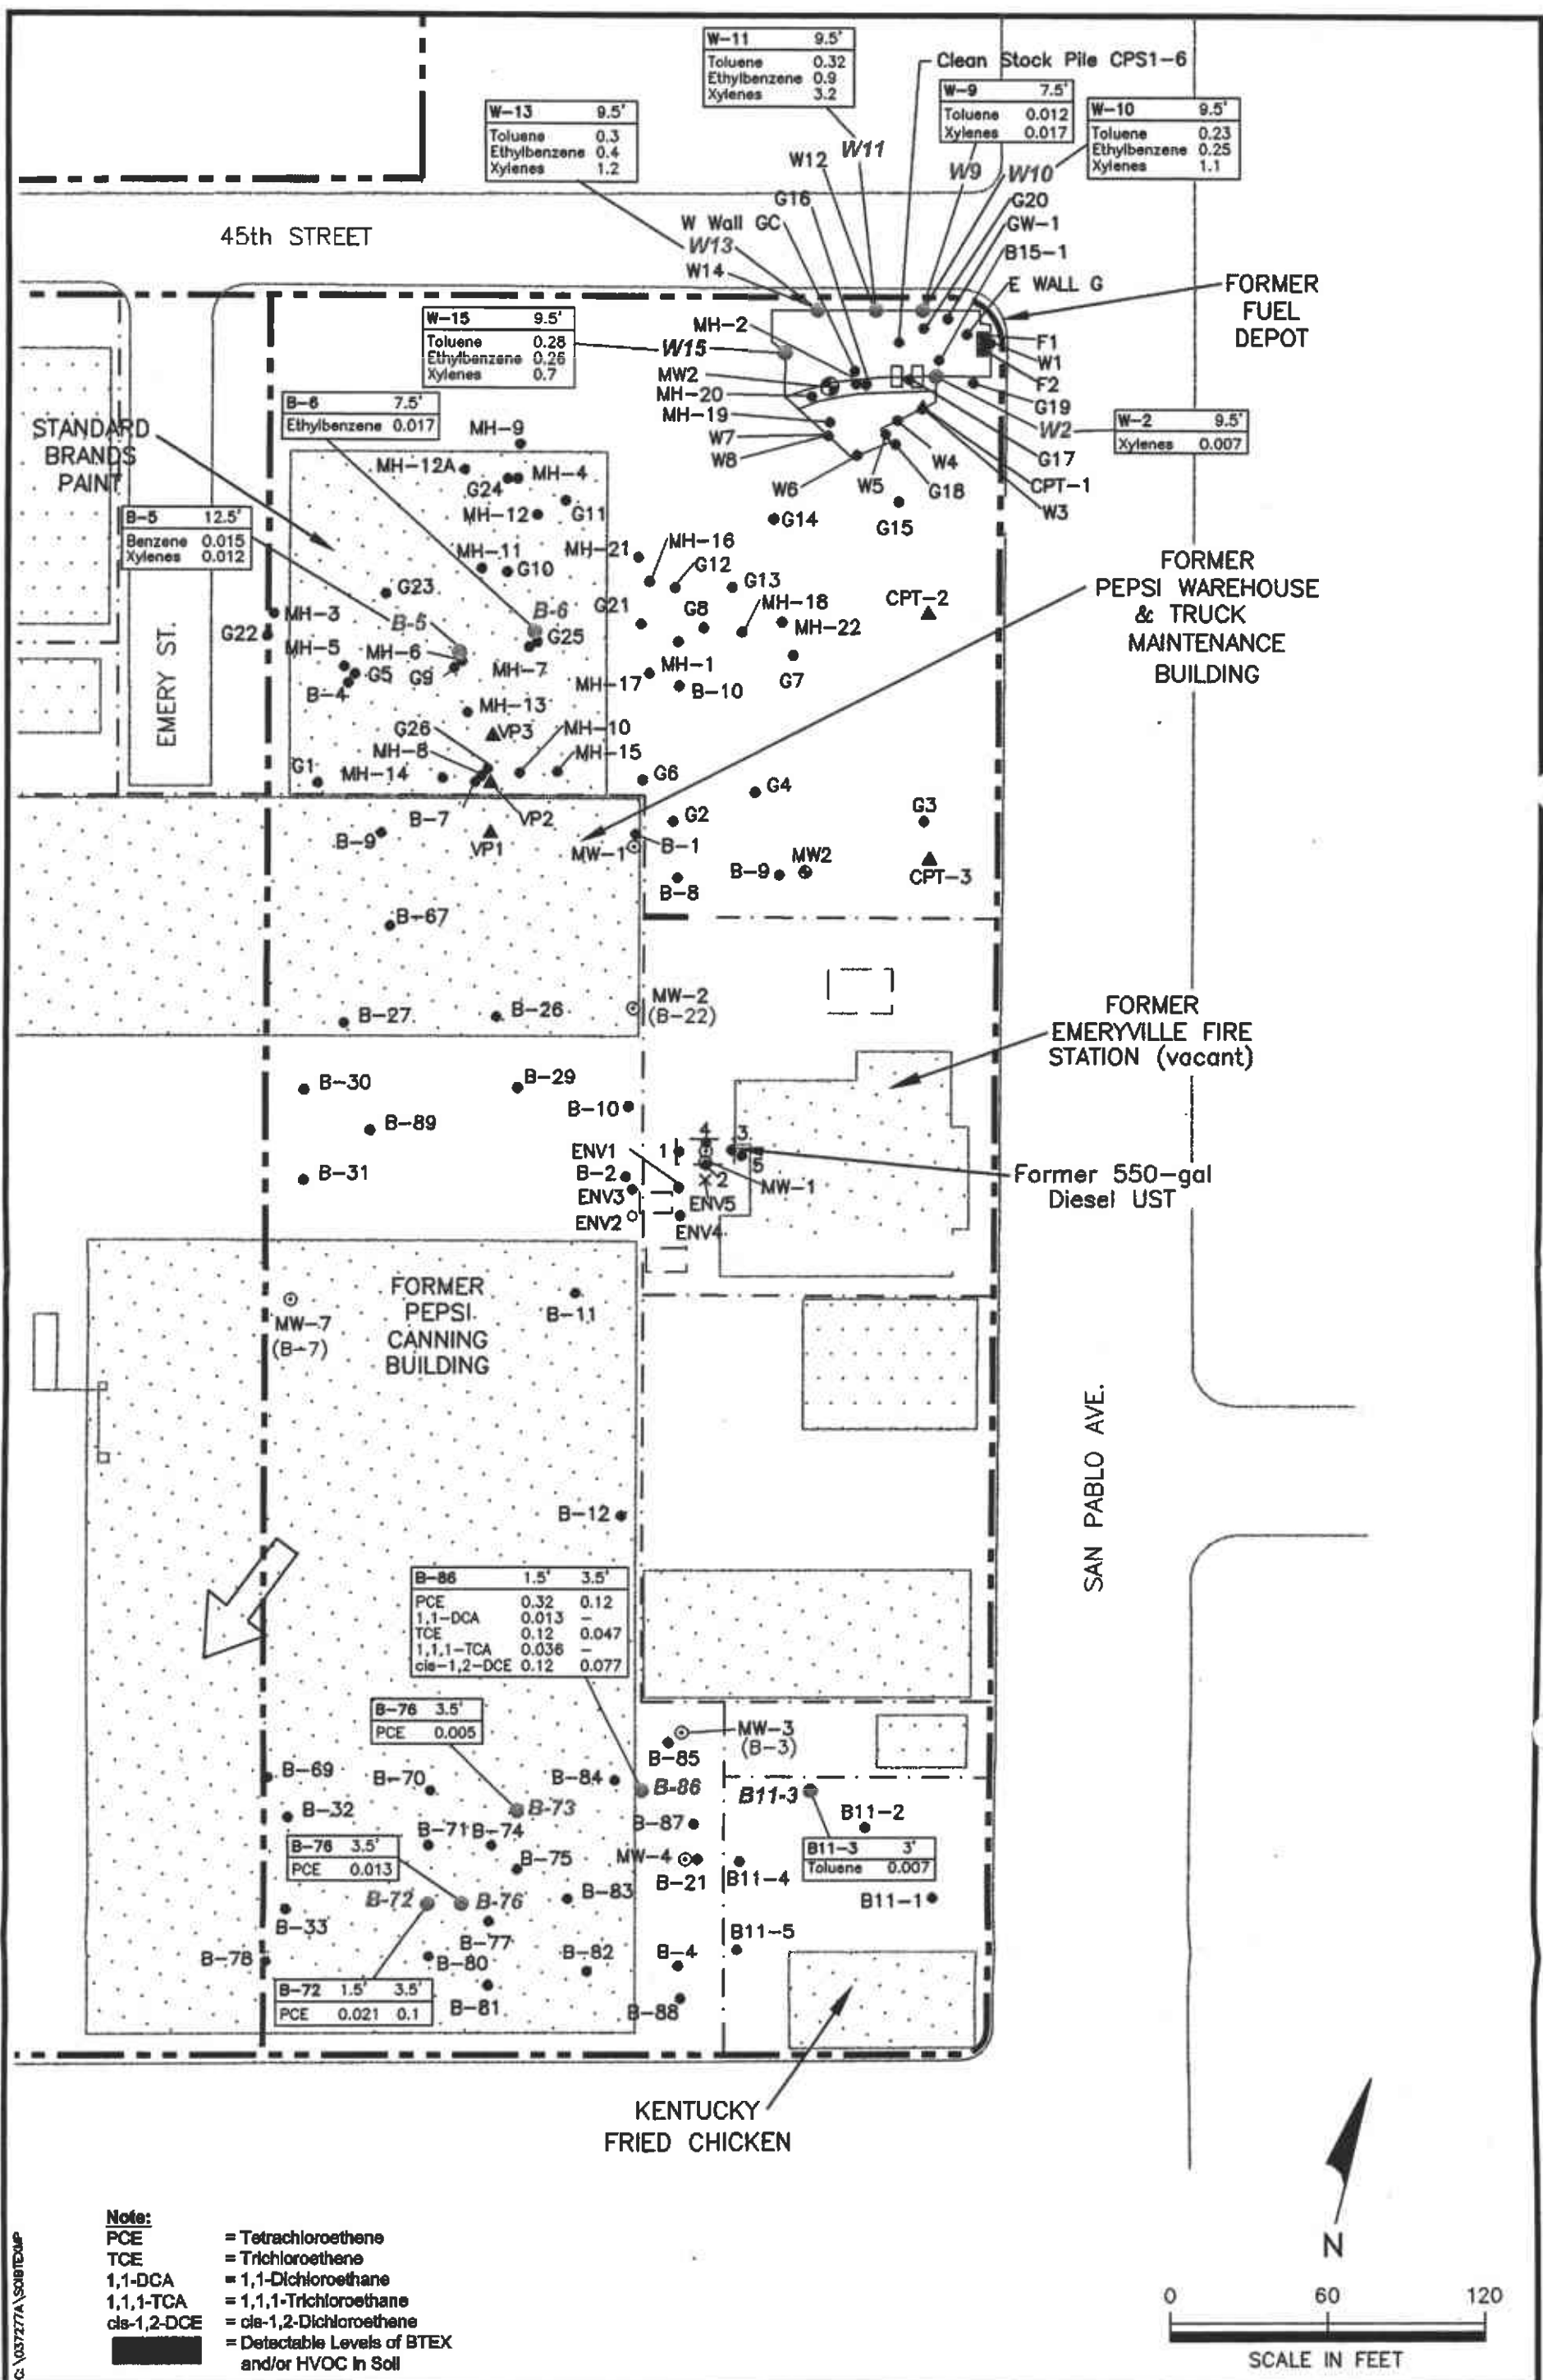 W-11 9.5'
Toluene 0.32
Ethylbenzene 0.9
Xylenes 3.2
Clean Stock Pile CPS1-6
W-9 7.5'
Toluene 0.012
Xylenes 0.017
W-10 9.5'
Toluene 0.23
Ethylbenzene 0.25
Xylenes 1.1
W-13 9.5'
Toluene 0.3
Ethylbenzene 0.4
Xylenes 1.2
W11
W12
W9
W10
G16
G20
W Wall GC
GW-1
W13
B15-1
W14
E WALL G
45th STREET
FORMER
FUEL
DEPOT
W-15 9.5'
Toluene 0.28
Ethylbenzene 0.26
Xylenes 0.7
MH-2
W15
F1
W1
F2
MW2
MH-20
G19
MH-19
W2
W-2 9.5'
Xylenes 0.007
W7
W8
W4
G17
W6
W5
G18
CPT-1
W3
B-6 7.5'
Ethylbenzene 0.017
STANDARD
BRANDS
PAINT
MH-9
MH-12A
MH-4
G24
G11
MH-12
G14
G15
B-5 12.5'
Benzene 0.015
Xylenes 0.012
MH-11
G10
MH-21
MH-16
G12
G13
FORMER
PEPSI WAREHOUSE
& TRUCK
MAINTENANCE
BUILDING
G23
B-6
G21
G8
MH-18
CPT-2
MH-3
B-5
G25
MH-22
G22
MH-5
MH-6
G5
G9
MH-7
MH-1
MH-17
B-10
G7
B-4
EMERY ST.
MH-13
G26
VP3
MH-10
MH-8
MH-15
G1
MH-14
G6
G4
B-7
VP2
G2
G3
B-9
VP1
MW-1
B-1
B-9
MW2
CPT-3
B-8
B-67
MW-2
(B-22)
B-27
B-26
FORMER
EMERYVILLE FIRE
STATION (vacant)
B-30
B-29
B-10
B-89
ENV1
1
4
3
5
B-31
B-2
2
MW-1
ENV3
ENV5
ENV2
ENV4
Former 550-gal
Diesel UST
FORMER
PEPSI
CANNING
BUILDING
MW-7
(B-7)
B-11
SAN PABLO AVE.
B-12
B-86 1.5' 3.5'
PCE 0.32 0.12
1,1-DCA 0.013 -
TCE 0.12 0.047
1,1,1-TCA 0.036 -
cis-1,2-DCE 0.12 0.077
B-76 3.5'
PCE 0.005
MW-3
(B-3)
B-85
B-69
B-70
B-84
B-86
B11-3
B-32
B-73
B11-2
B-71
B-74
B-87
B-76 3.5'
PCE 0.013
B-75
MW-4
B-21
B11-4
B11-3 3'
Toluene 0.007
B-72
B-76
B-83
B11-1
B-33
B-77
B11-5
B-78
B-80
B-82
B-4
B-72 1.5' 3.5'
PCE 0.021 0.1
B-81
B-88
KENTUCKY
FRIED CHICKEN
N
Note:
PCE = Tetrachloroethene
TCE = Trichloroethene
1,1-DCA = 1,1-Dichloroethane
1,1,1-TCA = 1,1,1-Trichloroethane
cis-1,2-DCE = cis-1,2-Dichloroethene
= Detectable Levels of BTEX
and/or HVOC in Soil
0 60 120
SCALE IN FEET